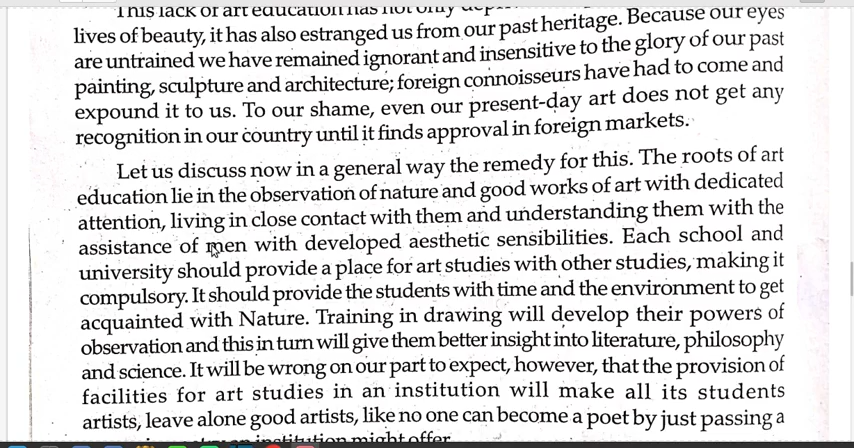 This lack of art education has not only
lives of beauty, it has also estranged us from our past heritage. Because our eyes
are untrained we have remained ignorant and insensitive to the glory of our past
painting, sculpture and architecture; foreign connoisseurs have had to come and
expound it to us. To our shame, even our present-day art does not get any
recognition in our country until it finds approval in foreign markets.
Let us discuss now in a general way the remedy for this. The roots of art
education lie in the observation of nature and good works of art with dedicated
attention, living in close contact with them and understanding them with the
assistance of men with developed aesthetic sensibilities. Each school and
university should provide a place for art studies with other studies, making it
compulsory. It should provide the students with time and the environment to get
acquainted with Nature. Training in drawing will develop their powers of
observation and this in turn will give them better insight into literature, philosophy
and science. It will be wrong on our part to expect, however, that the provision of
facilities for art studies in an institution will make all its students
artists, leave alone good artists, like no one can become a poet by just passing a
institution might offer